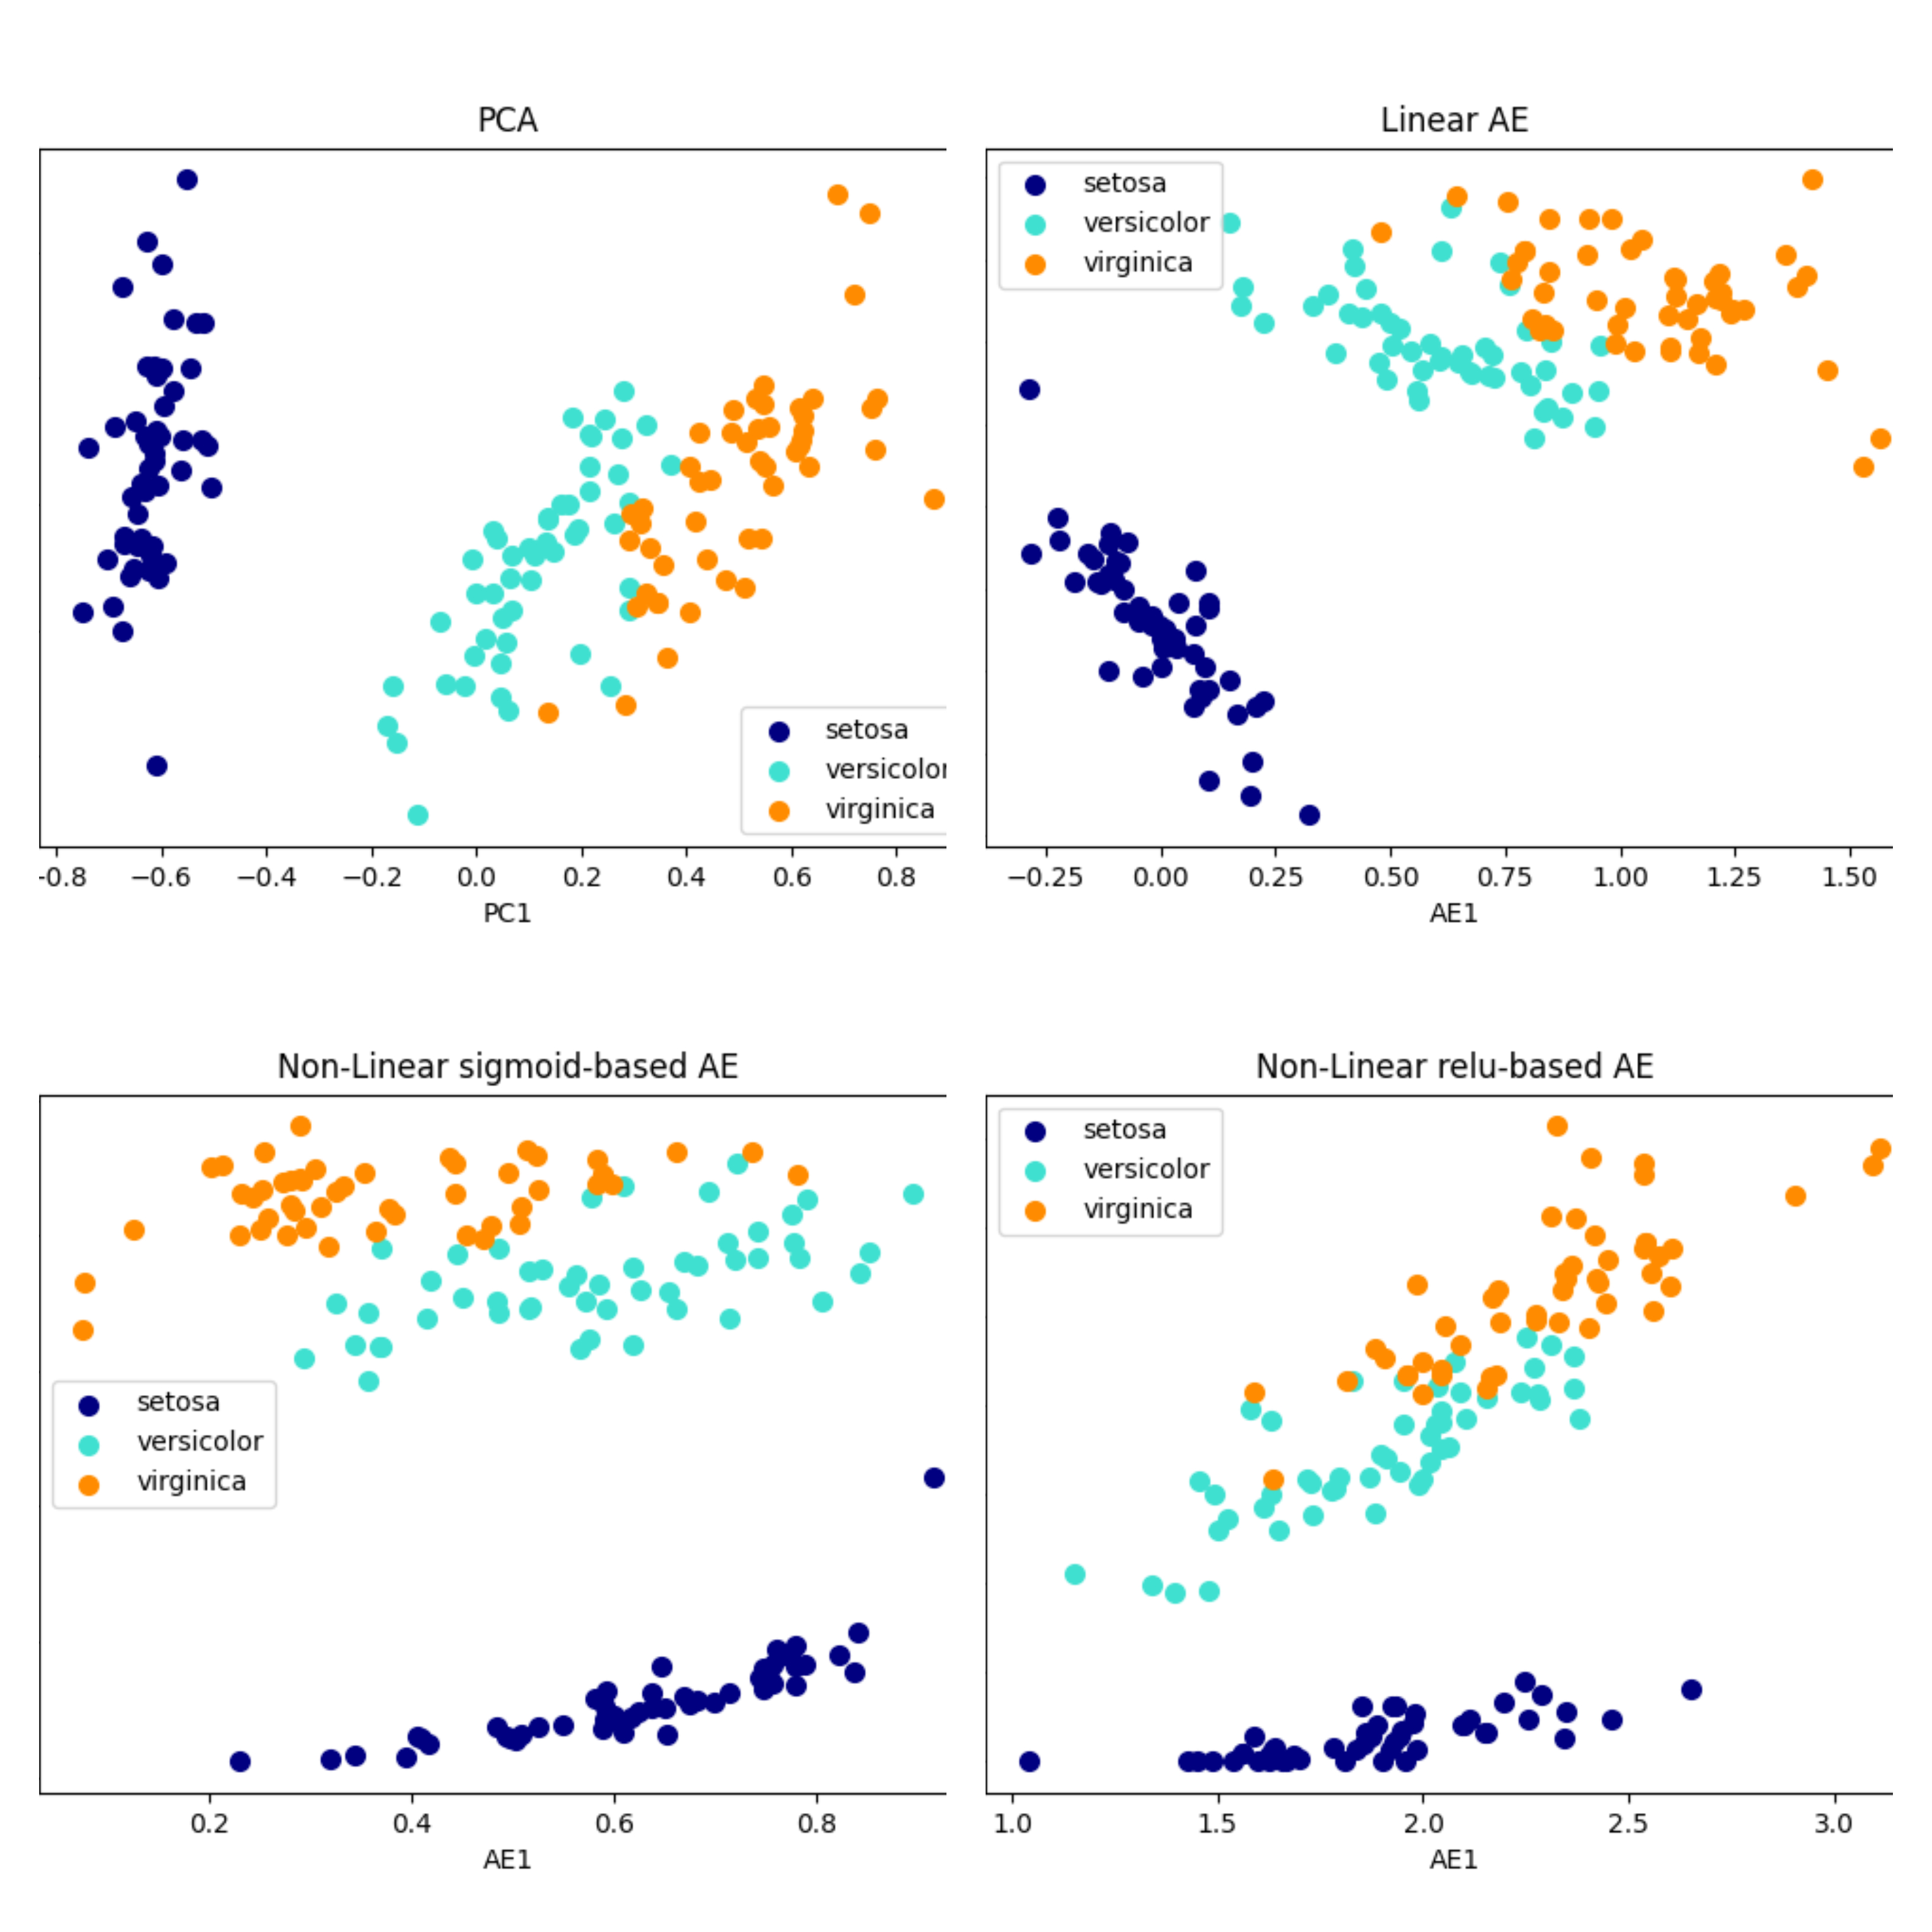 PCA
setosa
versicolor
virginica
-0.8 −0.6 −0.4 −0.2 0.0 0.2 0.4 0.6 0.8
PC1
Linear AE
setosa
versicolor
virginica
−0.25 0.00 0.25 0.50 0.75 1.00 1.25 1.50
AE1
Non-Linear sigmoid-based AE
setosa
versicolor
virginica
0.2 0.4 0.6 0.8
AE1
Non-Linear relu-based AE
setosa
versicolor
virginica
1.0 1.5 2.0 2.5 3.0
AE1